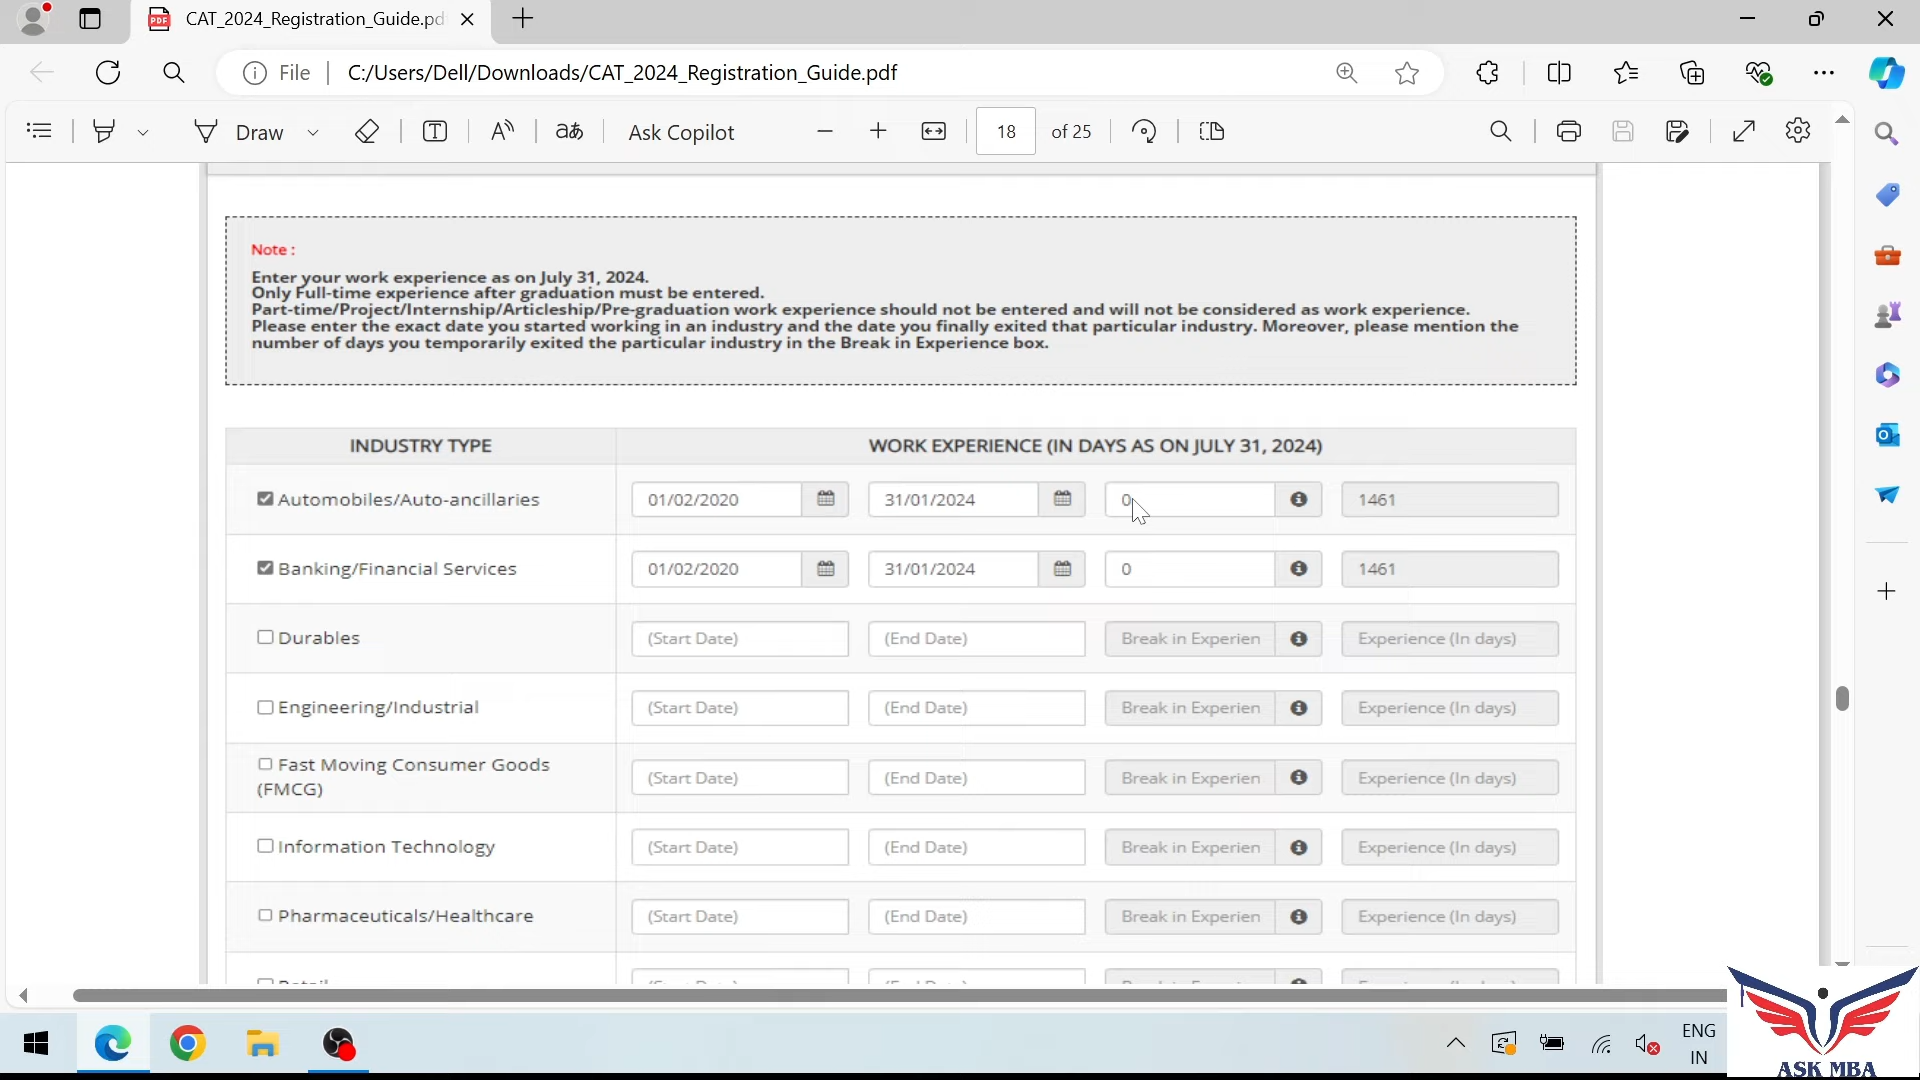 CAT_2024_Registration_Guide.pd
File C:/Users/Dell/Downloads/CAT_2024_Registration_Guide.pdf
Draw T A aあ Ask Copilot 18 of 25
Note :
Enter your work experience as on July 31, 2024.
Only Full-time experience after graduation must be entered.
Part-time/Project/Internship/Articleship/Pre-graduation work experience should not be entered and will not be considered as work experience.
Please enter the exact date you started working in an industry and the date you finally exited that particular industry. Moreover, please mention the
number of days you temporarily exited the particular industry in the Break in Experience box.
INDUSTRY TYPE WORK EXPERIENCE (IN DAYS AS ON JULY 31, 2024)
Automobiles/Auto-ancillaries 01/02/2020 31/01/2024 0 1461
Banking/Financial Services 01/02/2020 31/01/2024 0 1461
Durables (Start Date) (End Date) Break in Experien Experience (In days)
Engineering/Industrial (Start Date) (End Date) Break in Experien Experience (In days)
Fast Moving Consumer Goods
(FMCG) (Start Date) (End Date) Break in Experien Experience (In days)
Information Technology (Start Date) (End Date) Break in Experien Experience (In days)
Pharmaceuticals/Healthcare (Start Date) (End Date) Break in Experien Experience (In days)
ENG
IN
ASK MBA